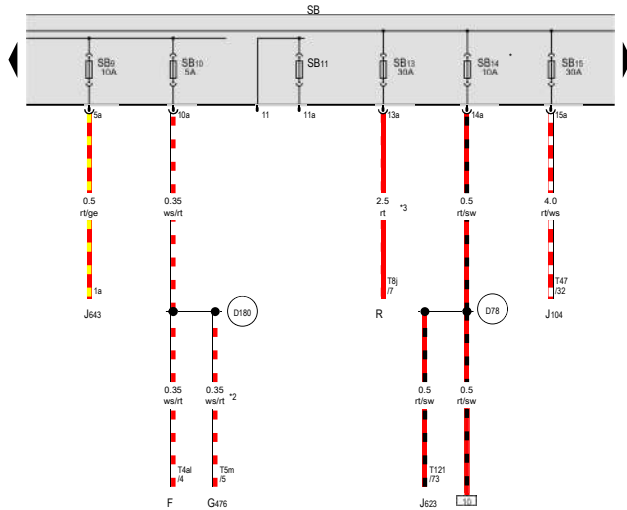 SB
SB9 10A
SB10 5A
SB11
SB13 30A
SB14 10A
*
SB15 30A
5a
10a
11
11a
13a
14a
15a
0.5 rt/ge
0.35 ws/rt
2.5 rt
*3
0.5 rt/sw
4.0 rt/ws
1a
T8j /7
T47 /32
J643
D180
R
D78
J104
0.35 ws/rt
0.35 ws/rt
*2
0.5 rt/sw
0.5 rt/sw
T4al /4
T5m /5
T121 /73
F
G476
J623
10